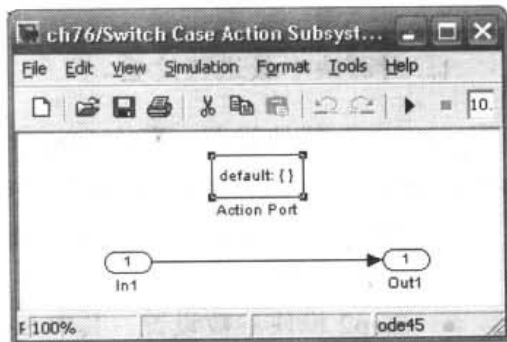 ch76/Switch Case Action Subsyst...
File Edit View Simulation Format Tools Help
10.
default: { }
Action Port
1
In1
1
Out1
100%
ode45